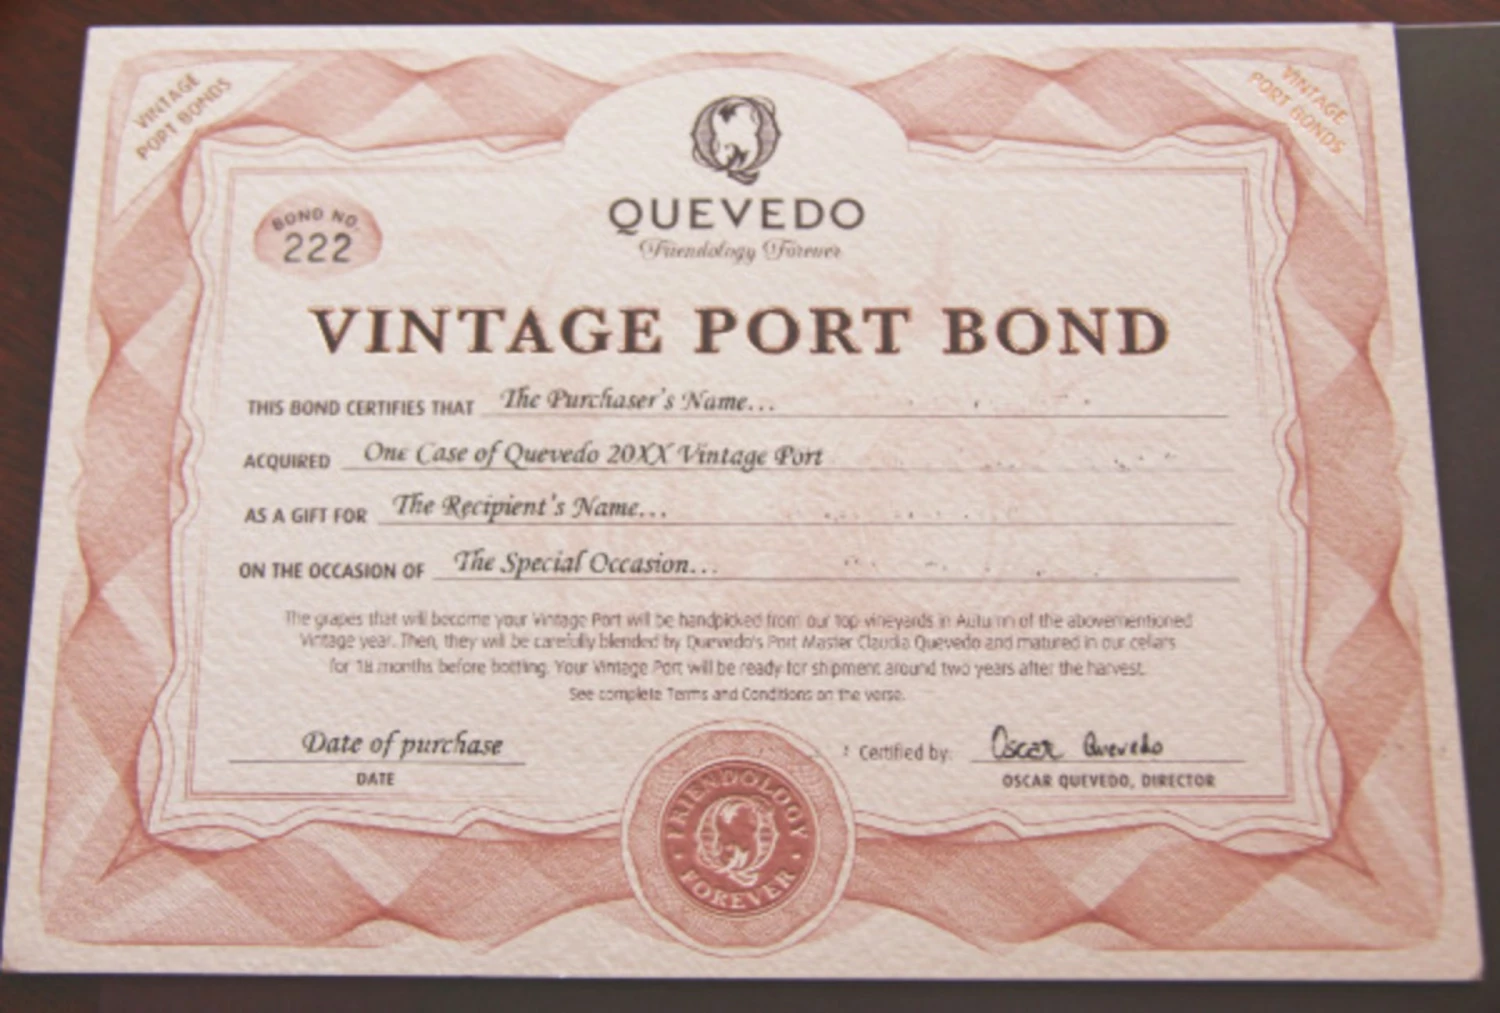 VINTAGE
PORT BONDS
VINTAGE
PORT BONDS
BOND NO.
222
QUEVEDO
Friendology Forever
VINTAGE PORT BOND
THIS BOND CERTIFIES THAT The Purchaser's Name...
ACQUIRED One Case of Quevedo 20XX Vintage Port
AS A GIFT FOR The Recipient's Name...
ON THE OCCASION OF The Special Occasion...
The grapes that will become your Vintage Port will be handpicked from our top vineyards in Autumn of the abovementioned
Vintage year. Then, they will be carefully blended by Quevedo's Port Master Claudia Quevedo and matured in our cellars
for 18 months before bottling. Your Vintage Port will be ready for shipment around two years after the harvest.
See complete Terms and Conditions on the verse.
Date of purchase
DATE
Certified by: Oscar Quevedo
OSCAR QUEVEDO, DIRECTOR
FRIENDOLOGY
FOREVER